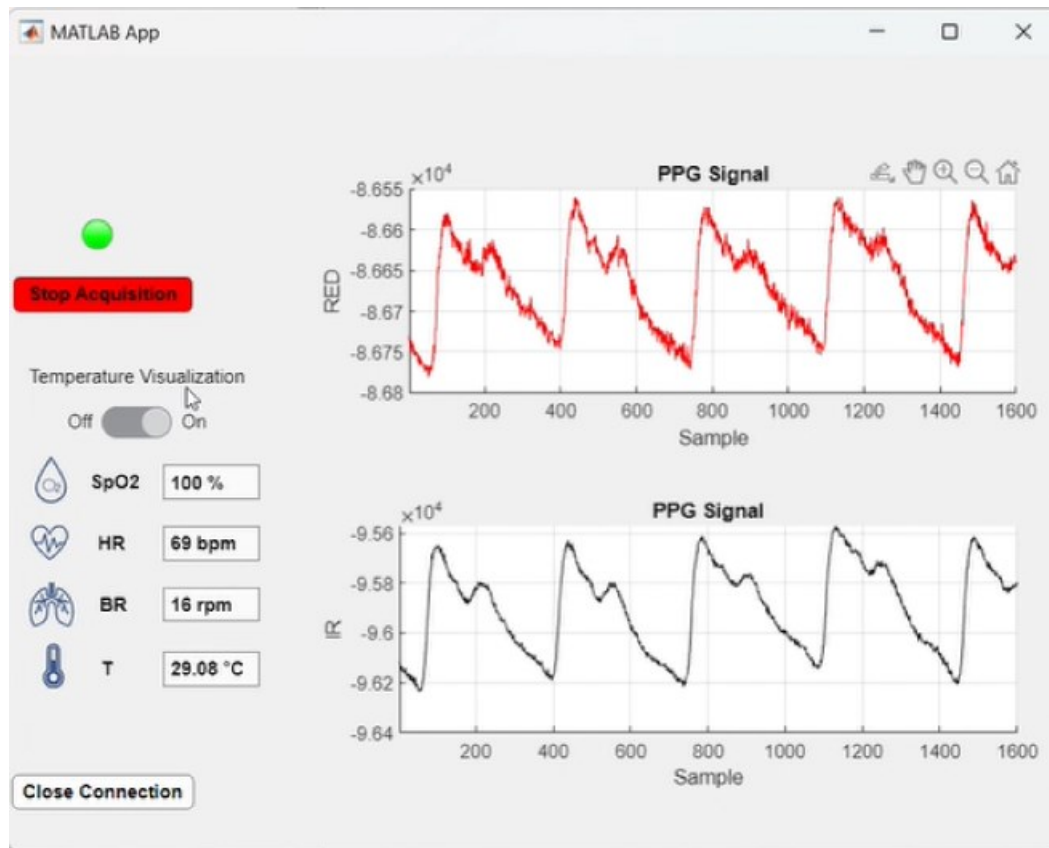 MATLAB App
Stop Acquisition
Temperature Visualization
Off On
SpO2 100 %
HR 69 bpm
BR 16 rpm
T 29.08 °C
Close Connection
PPG Signal
×10⁴
-8.655
-8.66
-8.665
-8.67
-8.675
-8.68
RED
200 400 600 800 1000 1200 1400 1600
Sample
PPG Signal
×10⁴
-9.56
-9.58
-9.6
-9.62
-9.64
IR
200 400 600 800 1000 1200 1400 1600
Sample